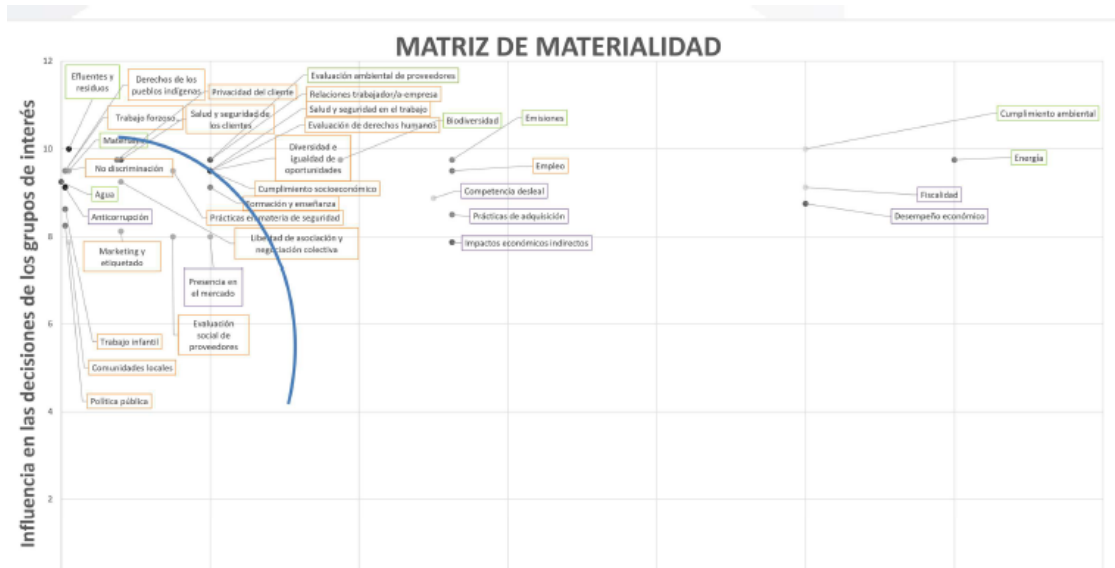 MATRIZ DE MATERIALIDAD
Influencia en las decisiones de los grupos de interés
12
10
8
6
4
2
Efluentes y
residuos
Derechos de los
pueblos indígenas
Privacidad del cliente
Evaluación ambiental de proveedores
Relaciones trabajador/a-empresa
Salud y seguridad en el trabajo
Evaluación de derechos humanos
Trabajo forzoso
Salud y seguridad de
los clientes
Biodiversidad
Emisiones
Cumplimiento ambiental
Materiales
No discriminación
Diversidad e
igualdad de
oportunidades
Empleo
Energía
Agua
Cumplimiento socioeconómico
Competencia desleal
Fiscalidad
Anticorrupción
Formación y enseñanza
Prácticas en materia de seguridad
Prácticas de adquisición
Desempeño económico
Marketing y
etiquetado
Libertad de asociación y
negociación colectiva
Impactos económicos indirectos
Presencia en
el mercado
Evaluación
social de
proveedores
Trabajo infantil
Comunidades locales
Política pública